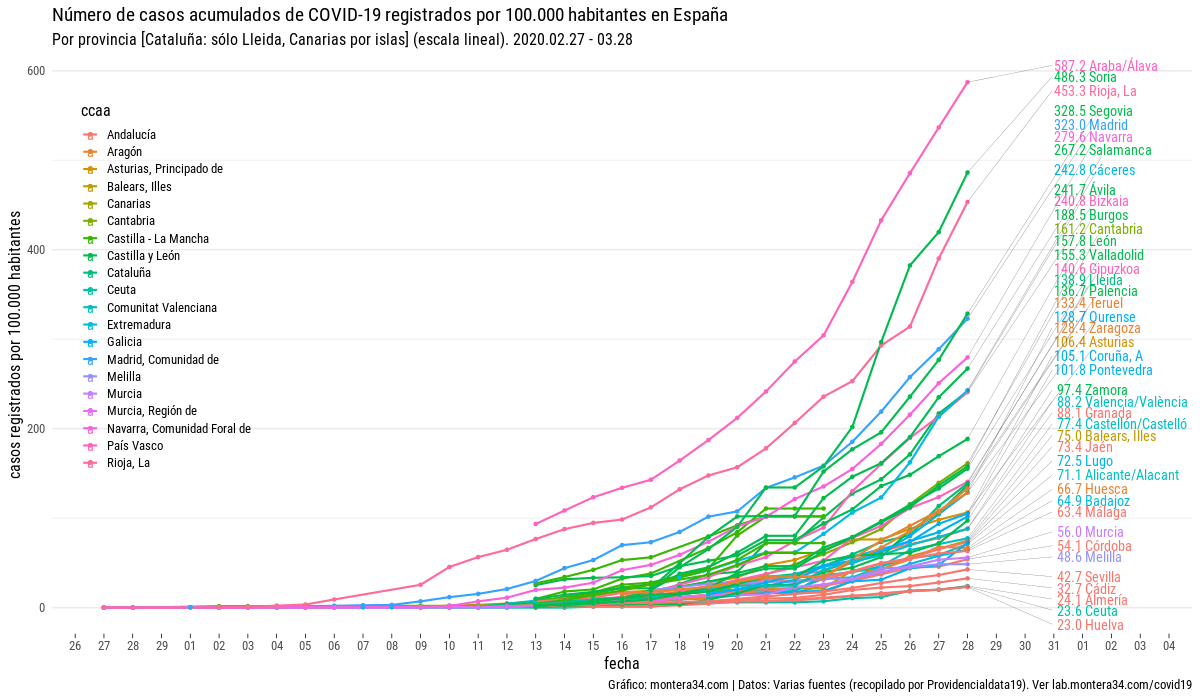 Número de casos acumulados de COVID-19 registrados por 100.000 habitantes en España
Por provincia [Cataluña: sólo Lleida, Canarias por islas] (escala lineal). 2020.02.27 - 03.28
casos registrados por 100.000 habitantes
600
400
200
0
ccaa
Andalucía
Aragón
Asturias, Principado de
Balears, Illes
Canarias
Cantabria
Castilla - La Mancha
Castilla y León
Cataluña
Ceuta
Comunitat Valenciana
Extremadura
Galicia
Madrid, Comunidad de
Melilla
Murcia
Murcia, Región de
Navarra, Comunidad Foral de
País Vasco
Rioja, La
587.2 Araba/Álava
486.3 Soria
453.3 Rioja, La
328.5 Segovia
323.0 Madrid
279.6 Navarra
267.2 Salamanca
242.8 Cáceres
241.7 Ávila
240.8 Bizkaia
188.5 Burgos
161.2 Cantabria
157.8 León
155.3 Valladolid
140.6 Gipuzkoa
138.9 Lleida
136.7 Palencia
133.4 Teruel
128.7 Ourense
128.4 Zaragoza
106.4 Asturias
105.1 Coruña, A
101.8 Pontevedra
97.4 Zamora
88.2 Valencia/València
88.1 Granada
77.4 Castellón/Castelló
75.0 Balears, Illes
73.4 Jaén
72.5 Lugo
71.1 Alicante/Alacant
66.7 Huesca
64.9 Badajoz
63.4 Málaga
56.0 Murcia
54.1 Córdoba
48.6 Melilla
42.7 Sevilla
32.7 Cádiz
24.1 Almería
23.6 Ceuta
23.0 Huelva
26 27 28 29 01 02 03 04 05 06 07 08 09 10 11 12 13 14 15 16 17 18 19 20 21 22 23 24 25 26 27 28 29 30 31 01 02 03 04
fecha
Gráfico: montera34.com | Datos: Varias fuentes (recopilado por Providencialdata19). Ver lab.montera34.com/covid19